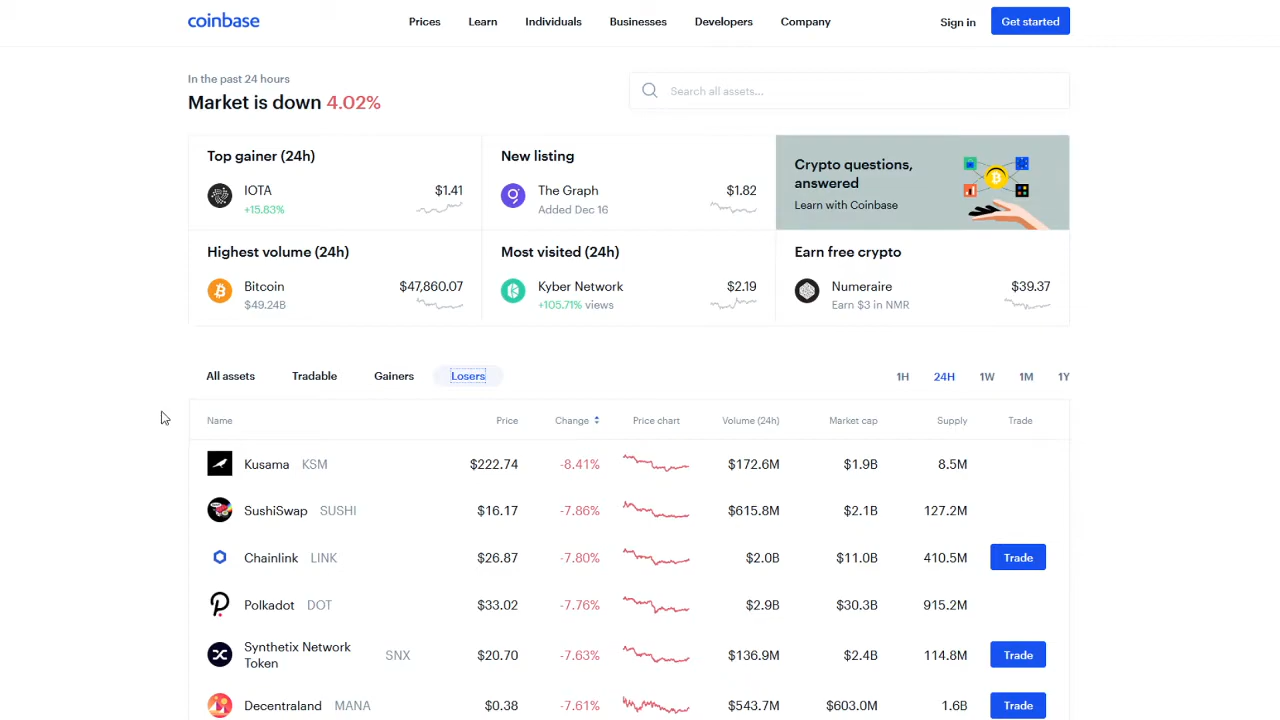 coinbase
Prices Learn Individuals Businesses Developers Company Sign in Get started
In the past 24 hours
Market is down 4.02%
Search all assets...
Top gainer (24h)
IOTA $1.41
+15.83%
New listing
The Graph $1.82
Added Dec 16
Crypto questions,
answered
Learn with Coinbase
Highest volume (24h)
Bitcoin $47,860.07
$49.24B
Most visited (24h)
Kyber Network $2.19
+105.71% views
Earn free crypto
Numeraire $39.37
Earn $3 in NMR
All assets Tradable Gainers Losers 1H 24H 1W 1M 1Y
Name Price Change Price chart Volume (24h) Market cap Supply Trade
Kusama KSM $222.74 -8.41% $172.6M $1.9B 8.5M
SushiSwap SUSHI $16.17 -7.86% $615.8M $2.1B 127.2M
Chainlink LINK $26.87 -7.80% $2.0B $11.0B 410.5M Trade
Polkadot DOT $33.02 -7.76% $2.9B $30.3B 915.2M
Synthetix Network
Token SNX $20.70 -7.63% $136.9M $2.4B 114.8M Trade
Decentraland MANA $0.38 -7.61% $543.7M $603.0M 1.6B Trade